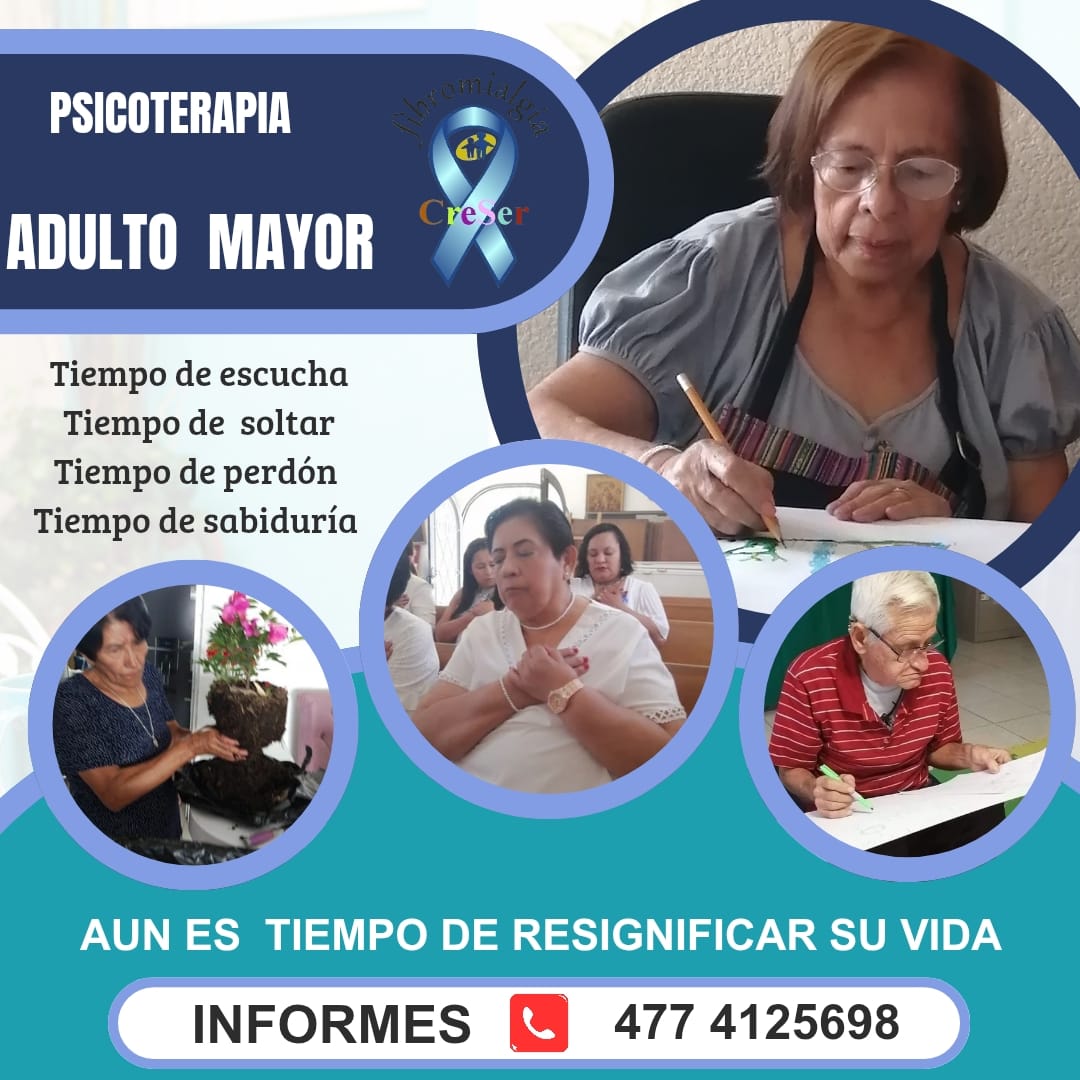 PSICOTERAPIA
ADULTO MAYOR
fibromialgia
CreSer
Tiempo de escucha
Tiempo de soltar
Tiempo de perdón
Tiempo de sabiduría
AUN ES TIEMPO DE RESIGNIFICAR SU VIDA
INFORMES 477 4125698